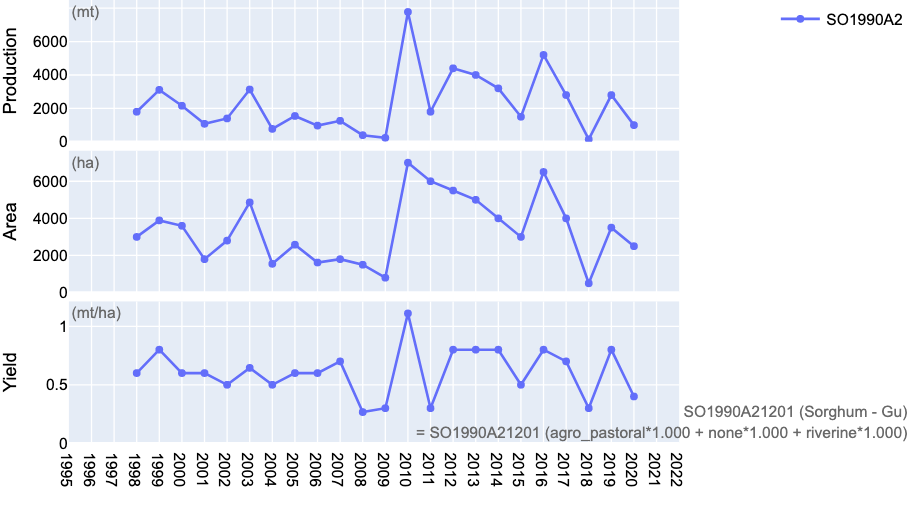 (mt)
SO1990A2
Production
6000
4000
2000
0
(ha)
Area
6000
4000
2000
0
(mt/ha)
Yield
1
0.5
0
SO1990A21201 (Sorghum - Gu)
= SO1990A21201 (agro_pastoral*1.000 + none*1.000 + riverine*1.000)
1995 1996 1997 1998 1999 2000 2001 2002 2003 2004 2005 2006 2007 2008 2009 2010 2011 2012 2013 2014 2015 2016 2017 2018 2019 2020 2021 2022